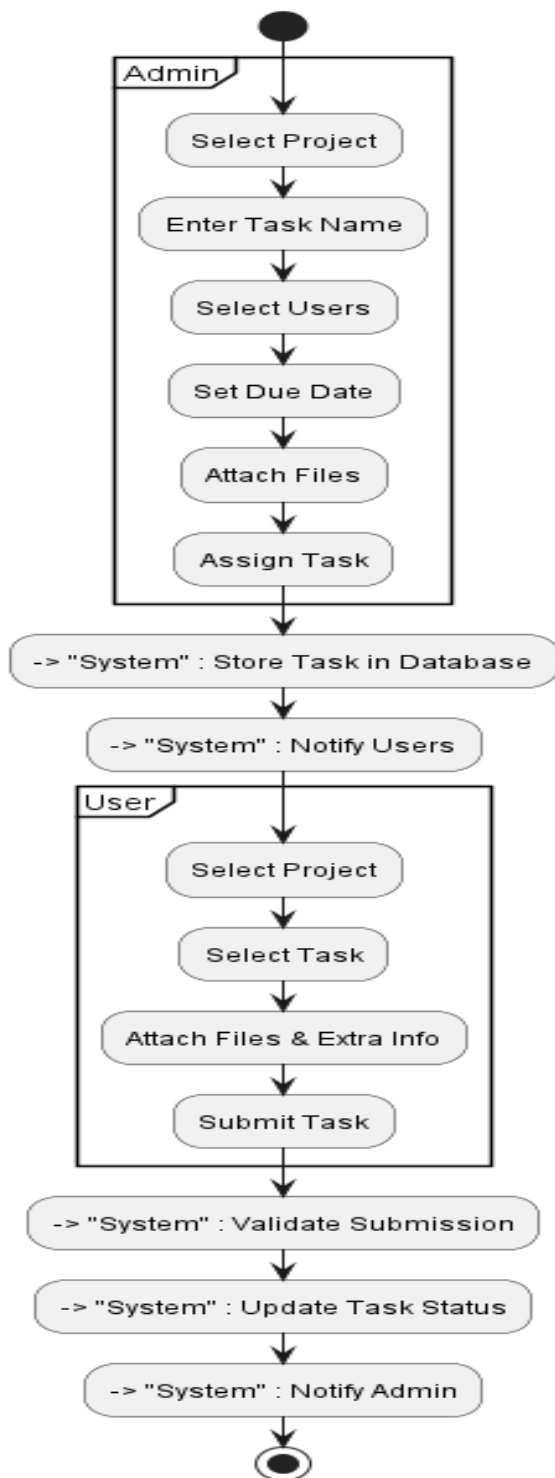 Admin
Select Project
Enter Task Name
Select Users
Set Due Date
Attach Files
Assign Task
-> "System" : Store Task in Database
-> "System" : Notify Users
User
Select Project
Select Task
Attach Files & Extra Info
Submit Task
-> "System" : Validate Submission
-> "System" : Update Task Status
-> "System" : Notify Admin